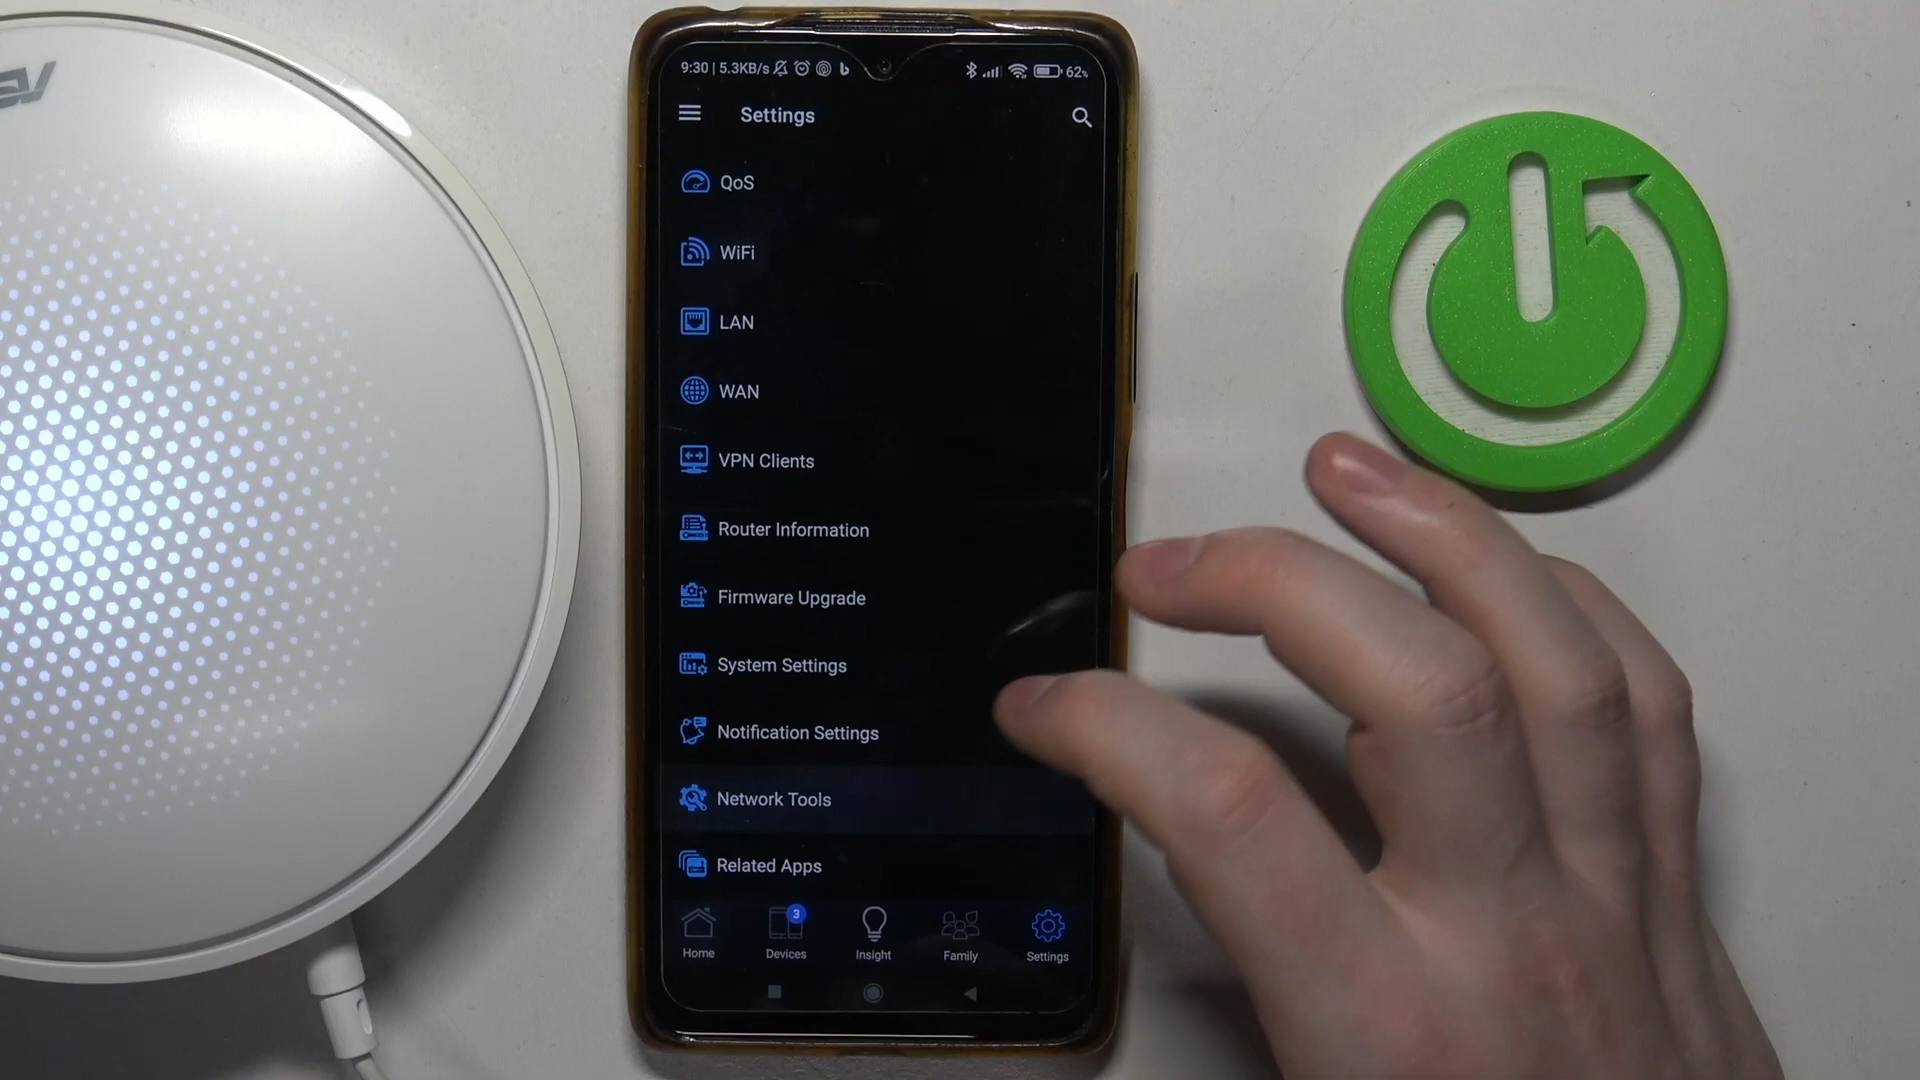 9:30 | 5.3KB/s
62%
Settings
QoS
WiFi
LAN
WAN
VPN Clients
Router Information
Firmware Upgrade
System Settings
Notification Settings
Network Tools
Related Apps
3
Home
Devices
Insight
Family
Settings